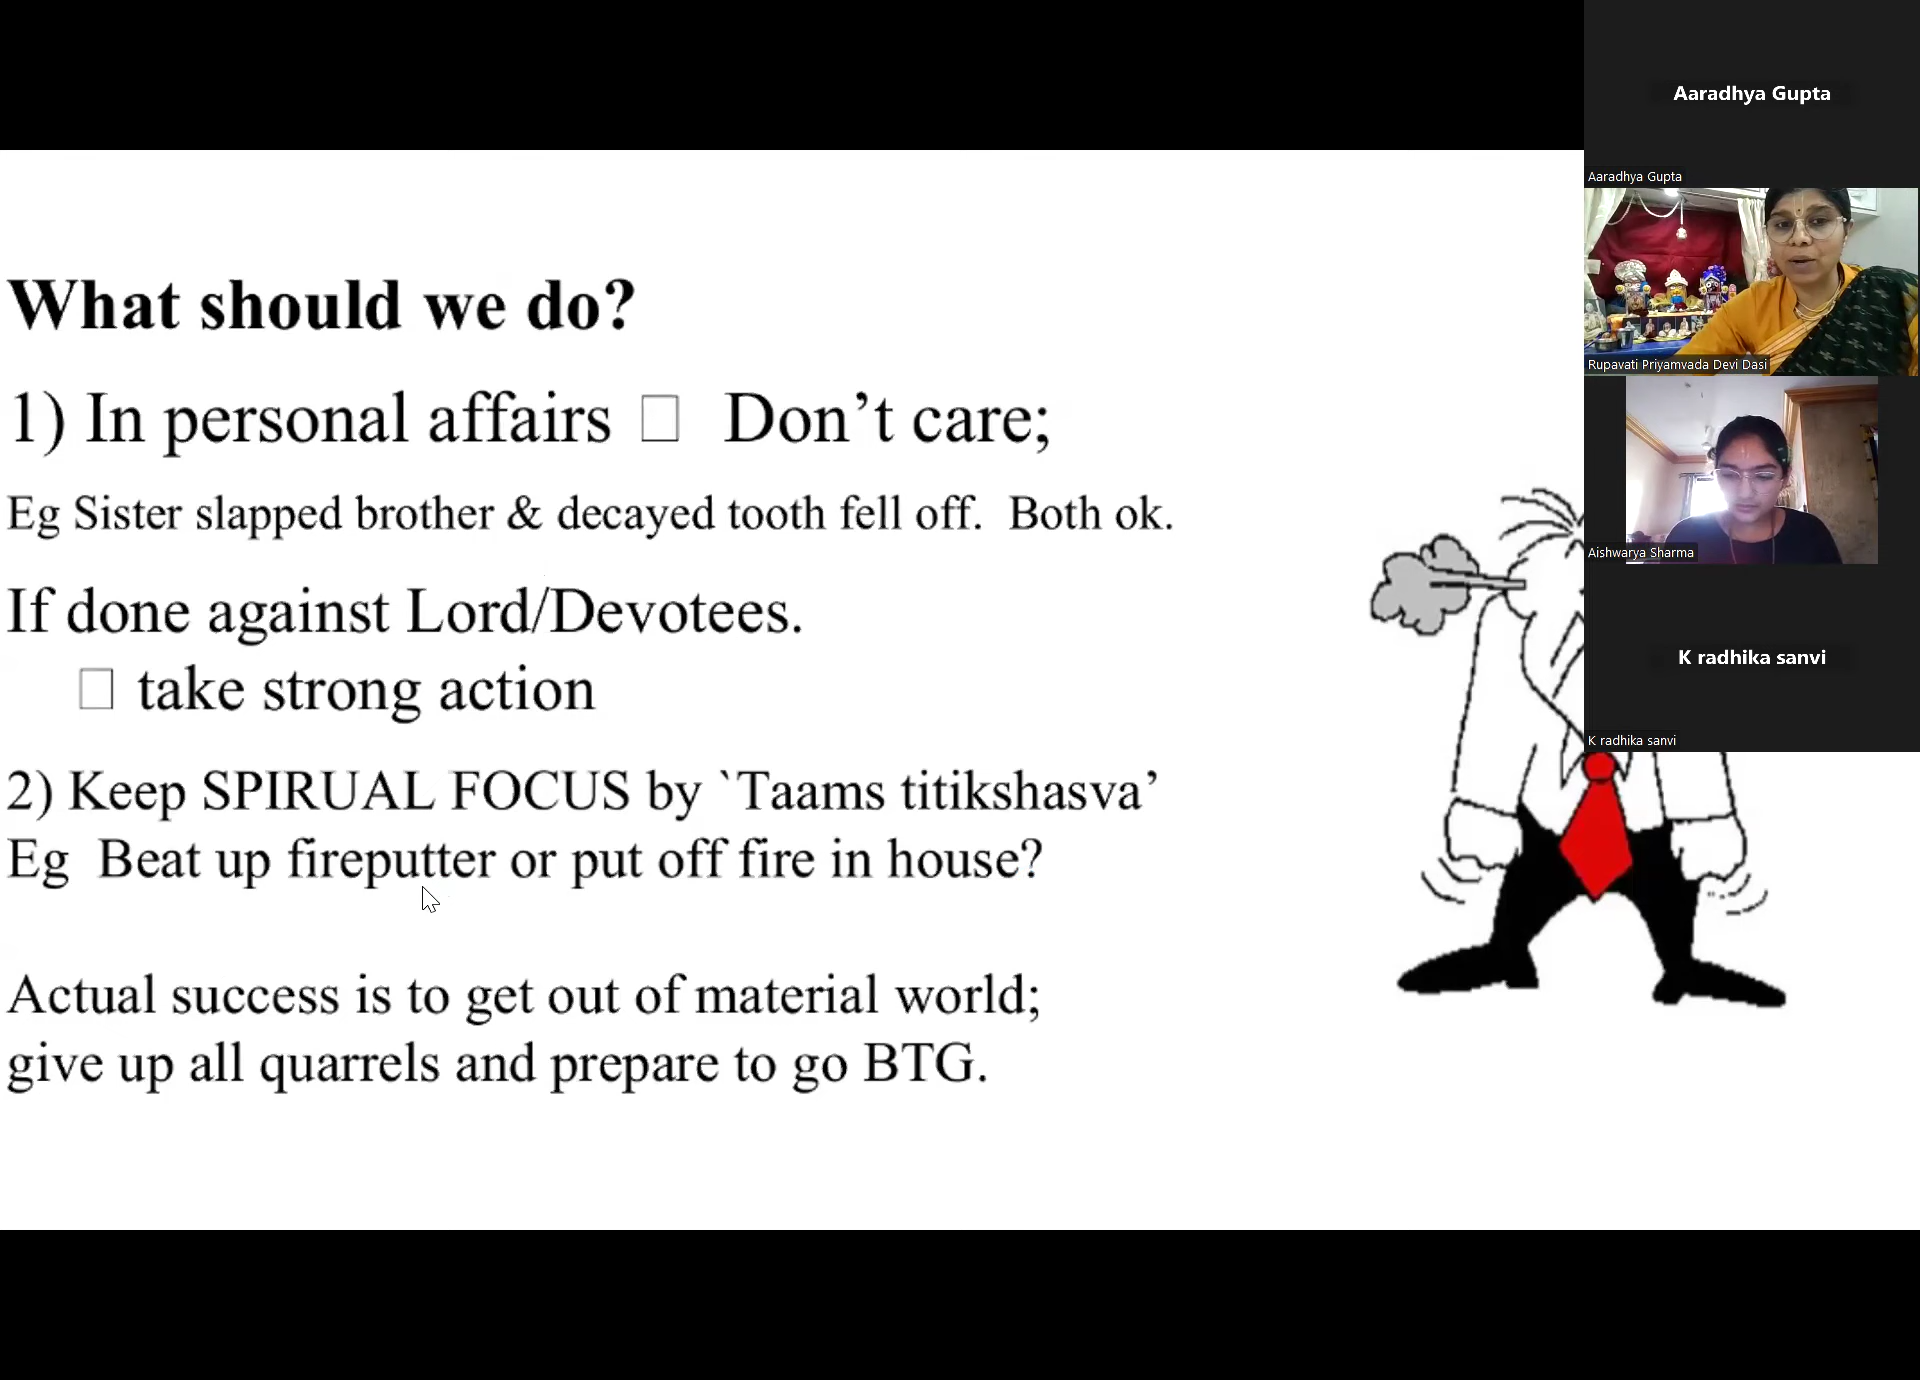 What should we do?
1) In personal affairs □ Don’t care;
Eg Sister slapped brother & decayed tooth fell off. Both ok.
If done against Lord/Devotees.
□ take strong action
2) Keep SPIRUAL FOCUS by `Taams titikshasva’
Eg Beat up fireputter or put off fire in house?
Actual success is to get out of material world;
give up all quarrels and prepare to go BTG.
Aaradhya Gupta
Aaradhya Gupta
Rupavati Priyamvada Devi Dasi
Aishwarya Sharma
K radhika sanvi
K radhika sanvi